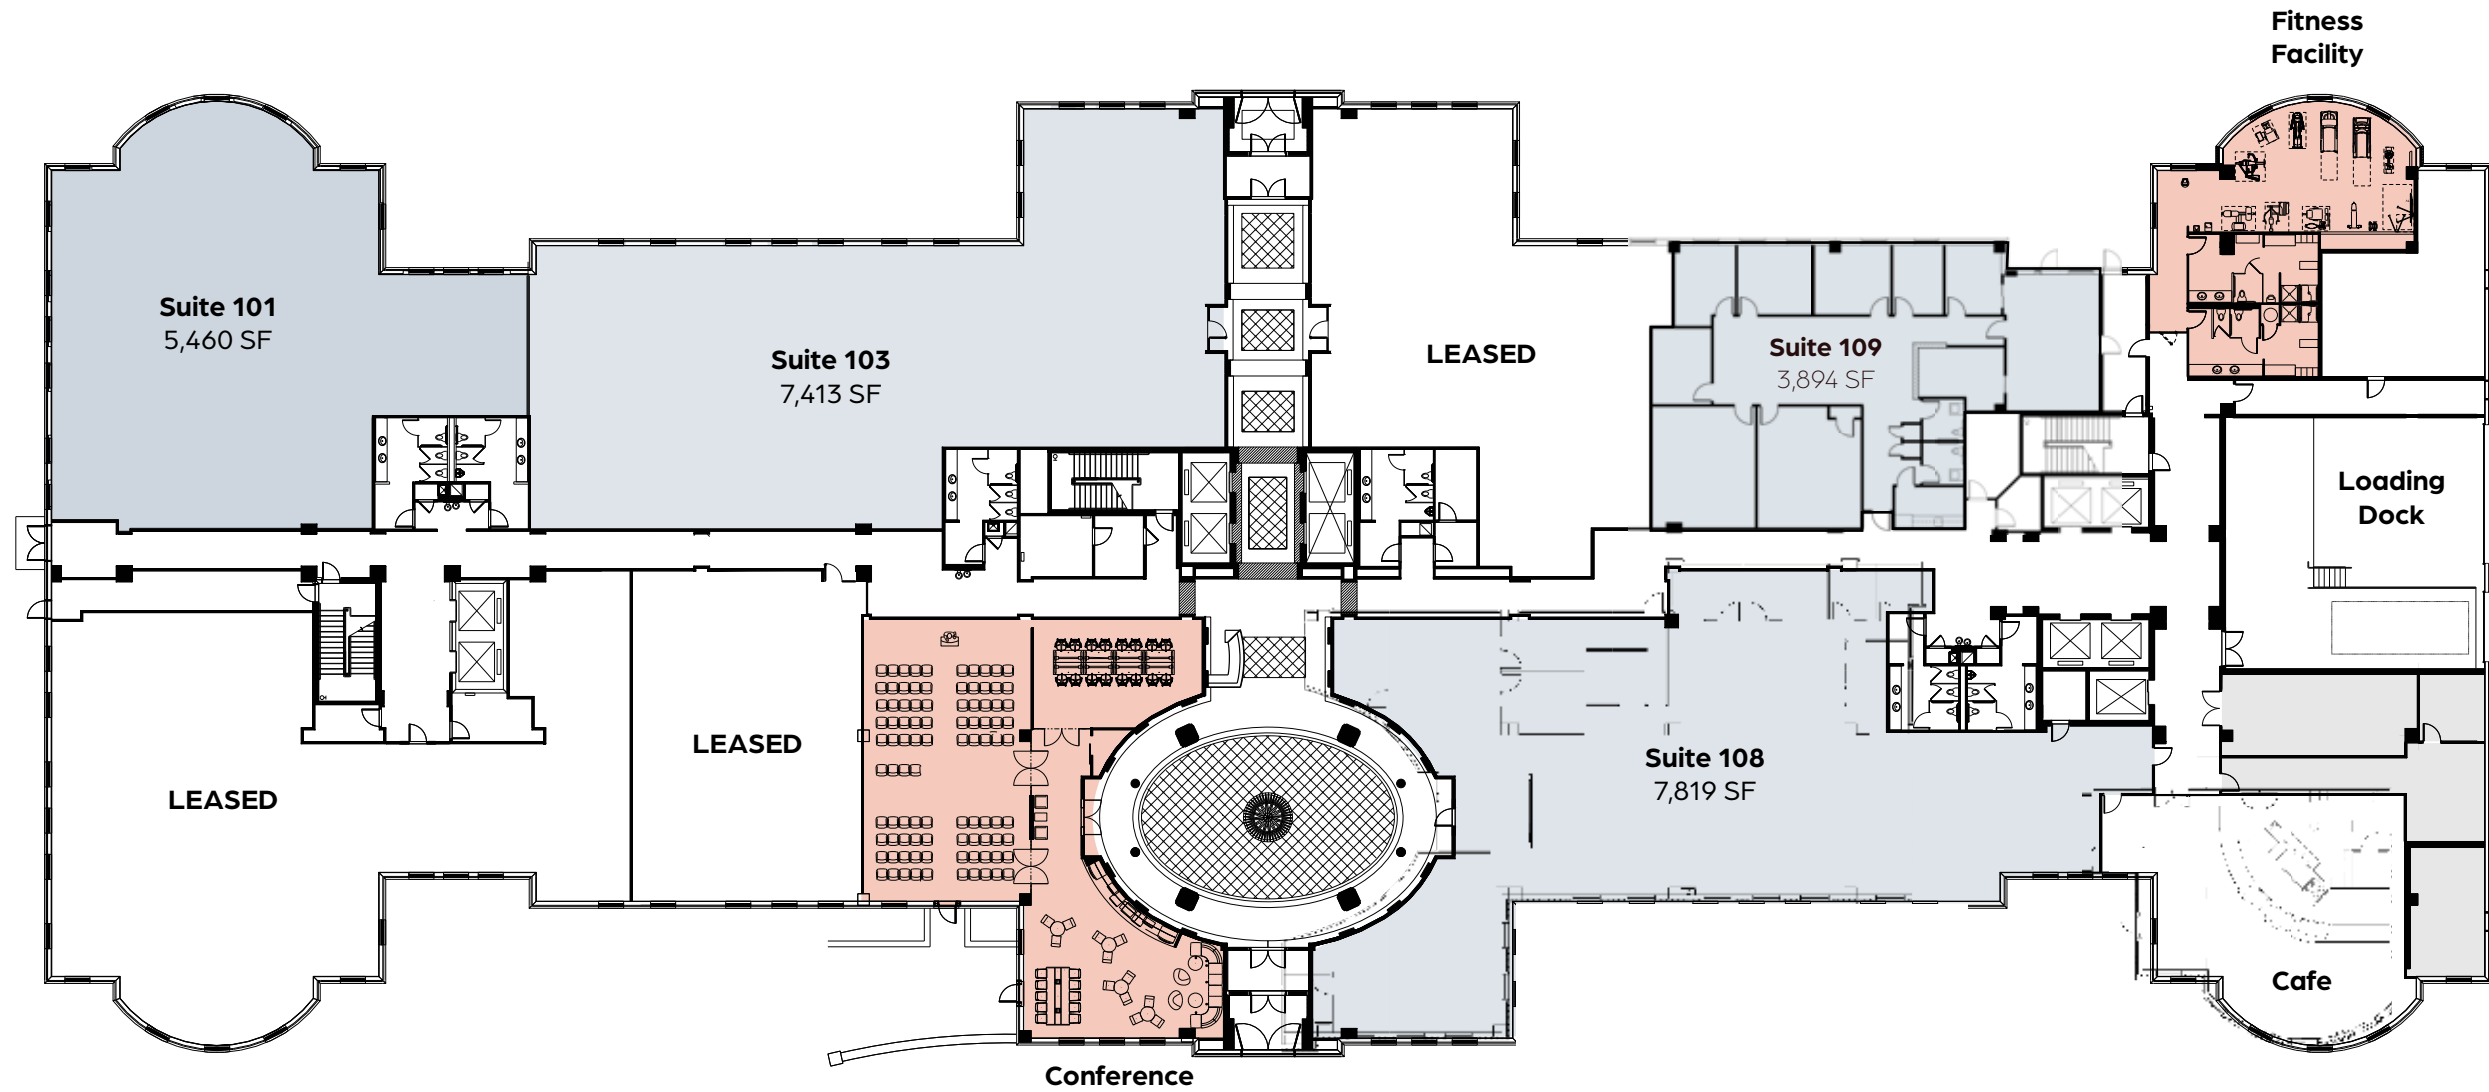 Fitness
Facility
Suite 101
5,460 SF
Suite 103
7,413 SF
LEASED
Suite 109
3,894 SF
Loading
Dock
LEASED
LEASED
Suite 108
7,819 SF
Cafe
Conference